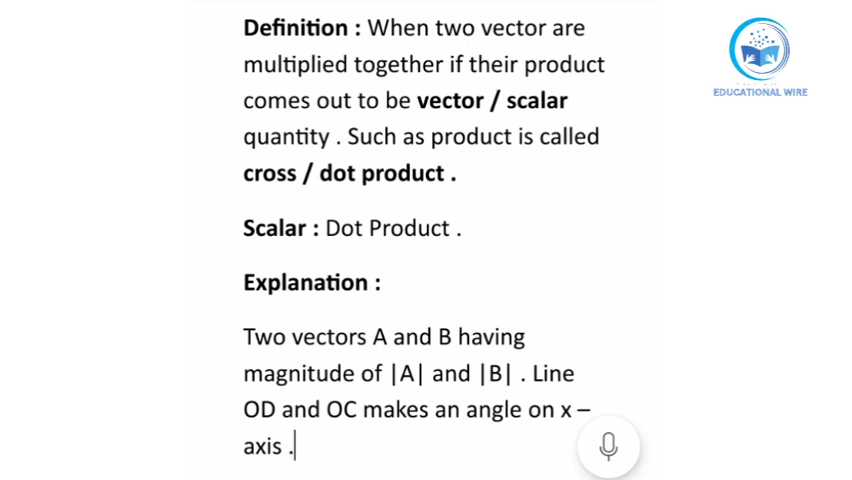 Definition : When two vector are
multiplied together if their product
comes out to be vector / scalar
quantity . Such as product is called
cross / dot product .
Scalar : Dot Product .
Explanation :
Two vectors A and B having
magnitude of |A| and |B| . Line
OD and OC makes an angle on x –
axis .
EDUCATIONAL WIRE